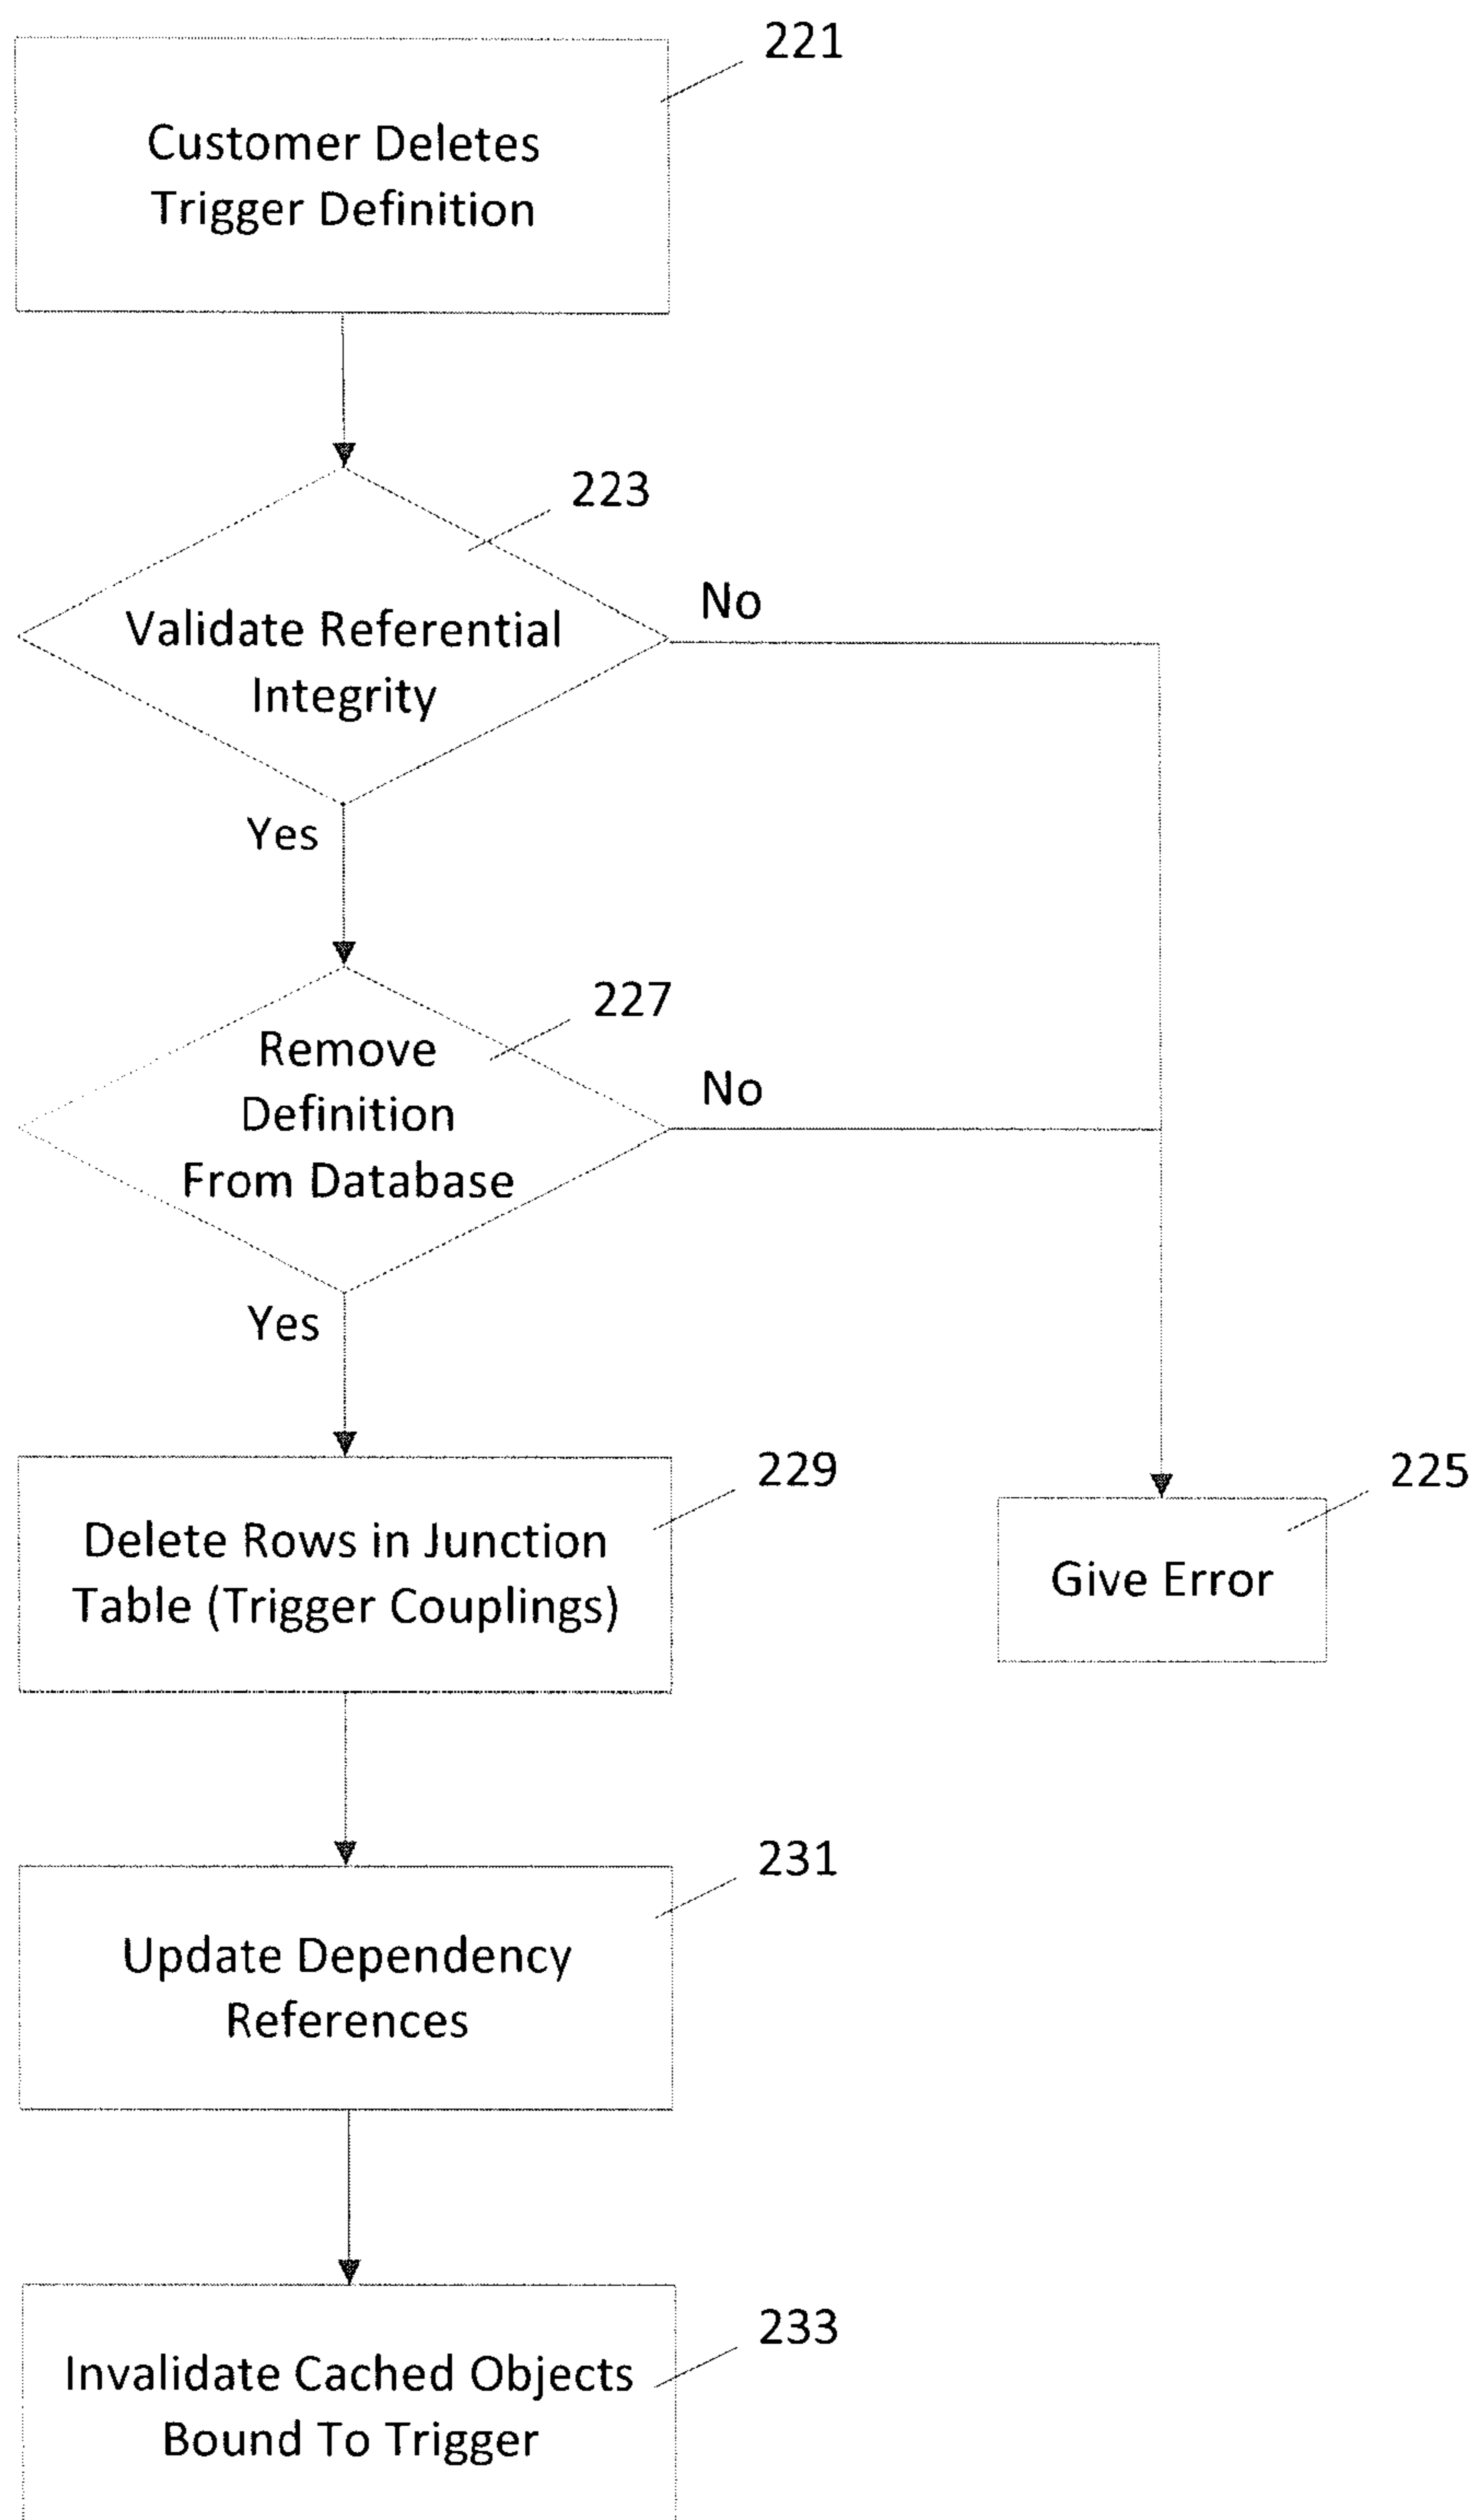 221
Customer Deletes
Trigger Definition
223
No
Validate Referential
Integrity
Yes
227
Remove
Definition
From Database
No
Yes
229
Delete Rows in Junction
Table (Trigger Couplings)
225
Give Error
231
Update Dependency
References
233
Invalidate Cached Objects
Bound To Trigger